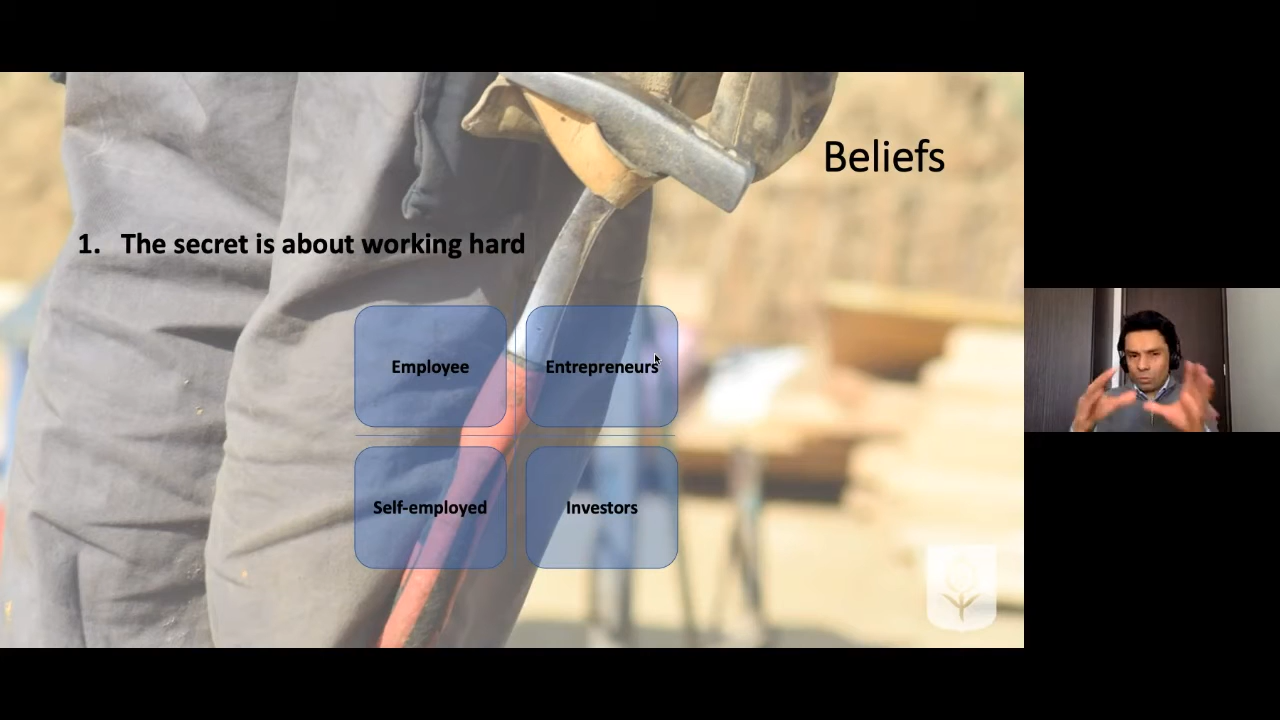 Beliefs
1. The secret is about working hard
Employee
Entrepreneurs
Self-employed
Investors